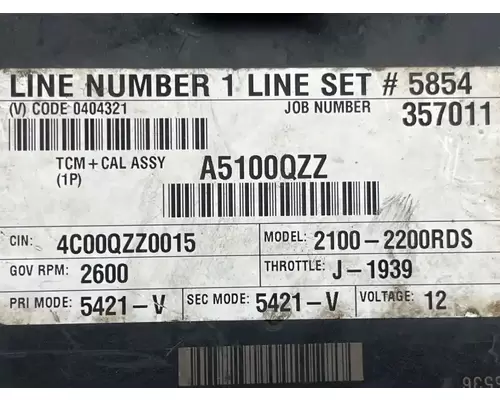 LINE NUMBER 1 LINE SET # 5854
(V) CODE 0404321 JOB NUMBER 357011
TCM + CAL ASSY A5100QZZ
(1P)
CIN: 4C00QZZ0015 MODEL: 2100-2200RDS
GOV RPM: 2600 THROTTLE: J-1939
PRI MODE: 5421-V SEC MODE: 5421-V VOLTAGE: 12